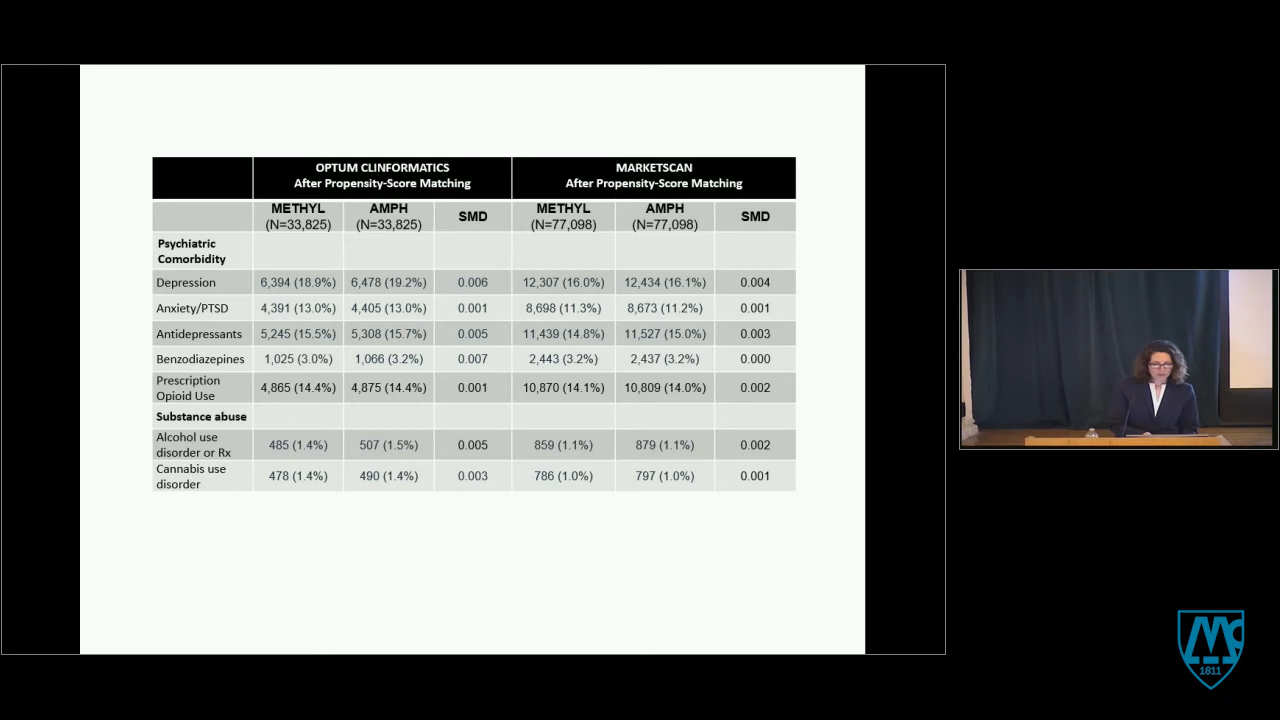 OPTUM CLINFORMATICS
After Propensity-Score Matching
MARKETSCAN
After Propensity-Score Matching
METHYL
(N=33,825)
AMPH
(N=33,825)
SMD
METHYL
(N=77,098)
AMPH
(N=77,098)
SMD
Psychiatric
Comorbidity
Depression 6,394 (18.9%) 6,478 (19.2%) 0.006 12,307 (16.0%) 12,434 (16.1%) 0.004
Anxiety/PTSD 4,391 (13.0%) 4,405 (13.0%) 0.001 8,698 (11.3%) 8,673 (11.2%) 0.001
Antidepressants 5,245 (15.5%) 5,308 (15.7%) 0.005 11,439 (14.8%) 11,527 (15.0%) 0.003
Benzodiazepines 1,025 (3.0%) 1,066 (3.2%) 0.007 2,443 (3.2%) 2,437 (3.2%) 0.000
Prescription
Opioid Use 4,865 (14.4%) 4,875 (14.4%) 0.001 10,870 (14.1%) 10,809 (14.0%) 0.002
Substance abuse
Alcohol use
disorder or Rx 485 (1.4%) 507 (1.5%) 0.005 859 (1.1%) 879 (1.1%) 0.002
Cannabis use
disorder 478 (1.4%) 490 (1.4%) 0.003 786 (1.0%) 797 (1.0%) 0.001
1811